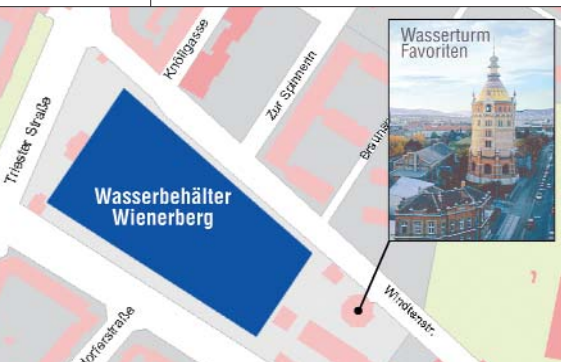 Wasserturm
Favoriten
Knöllgasse
Zur Spinnerin
Triester Straße
Wasserbehälter
Wienerberg
Windtenstr.